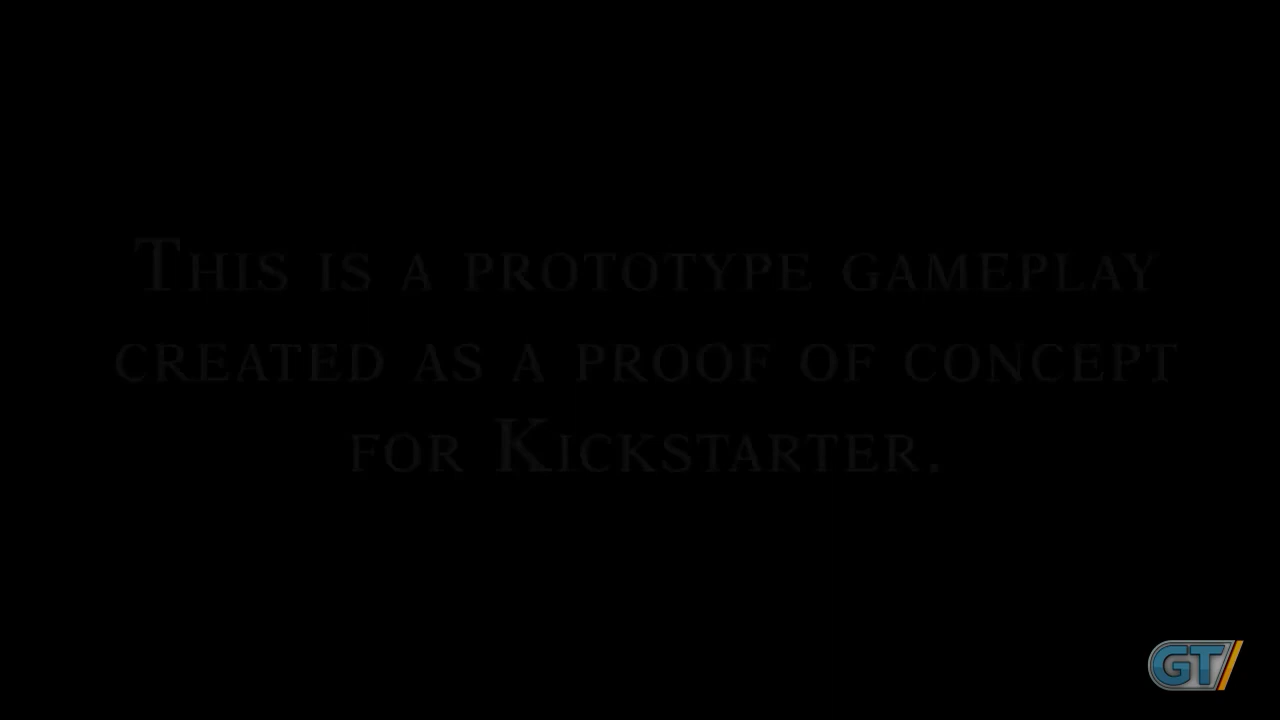 This is a prototype gameplay
created as a proof of concept
for Kickstarter.
GT